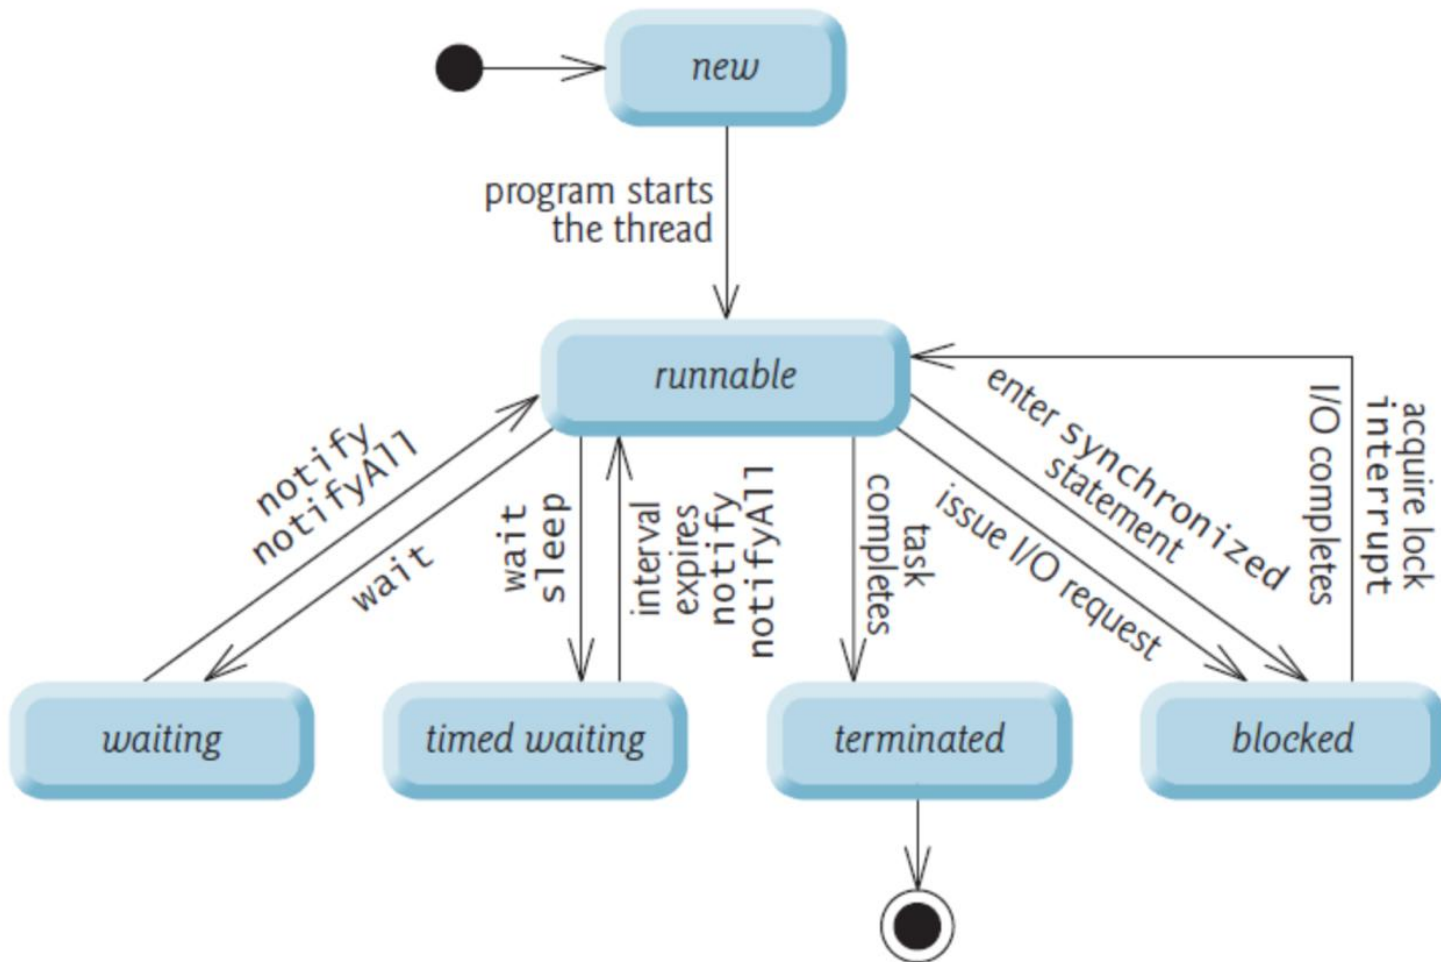 new
program starts
the thread
runnable
notify
notifyAll
wait
wait
sleep
interval
expires
notify
notifyAll
task
completes
issue I/O request
enter synchronized
statement
acquire lock
interrupt
I/O completes
waiting
timed waiting
terminated
blocked